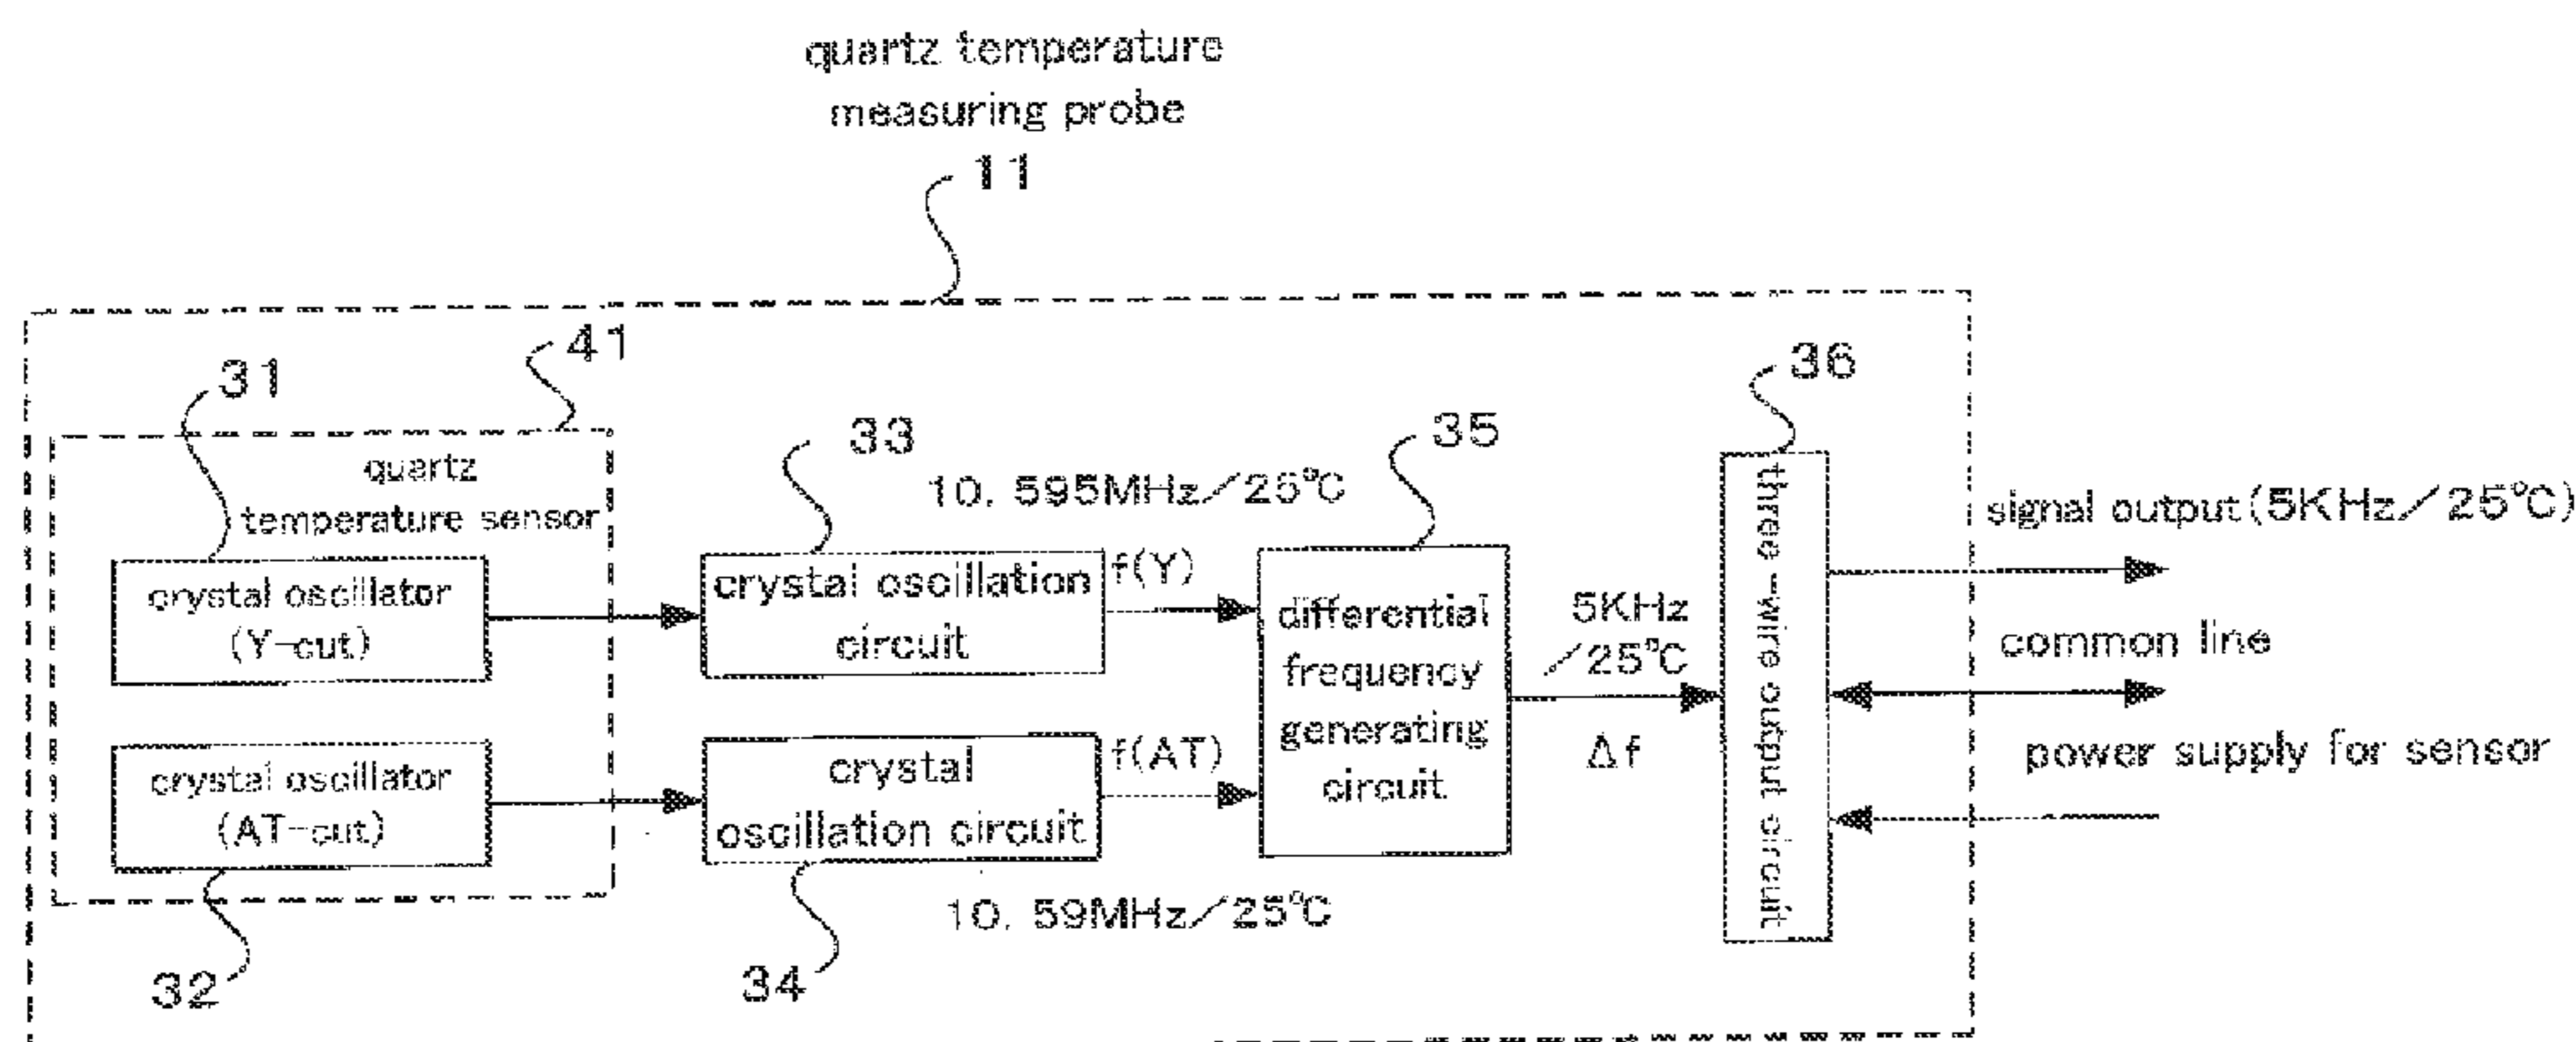 quartz temperature
measuring probe
11
41
31
36
33
35
10. 595MHz/25℃
quartz
temperature sensor
signal output(5KHz/25℃)
crystal oscillator
(Y-cut)
crystal oscillation
circuit
f(Y)
differential
frequency
generating
circuit
5KHz
/25℃
Δf
three-wire output circuit
common line
power supply for sensor
crystal oscillator
(AT-cut)
crystal
oscillation circuit
f(AT)
10. 59MHz/25℃
32
34